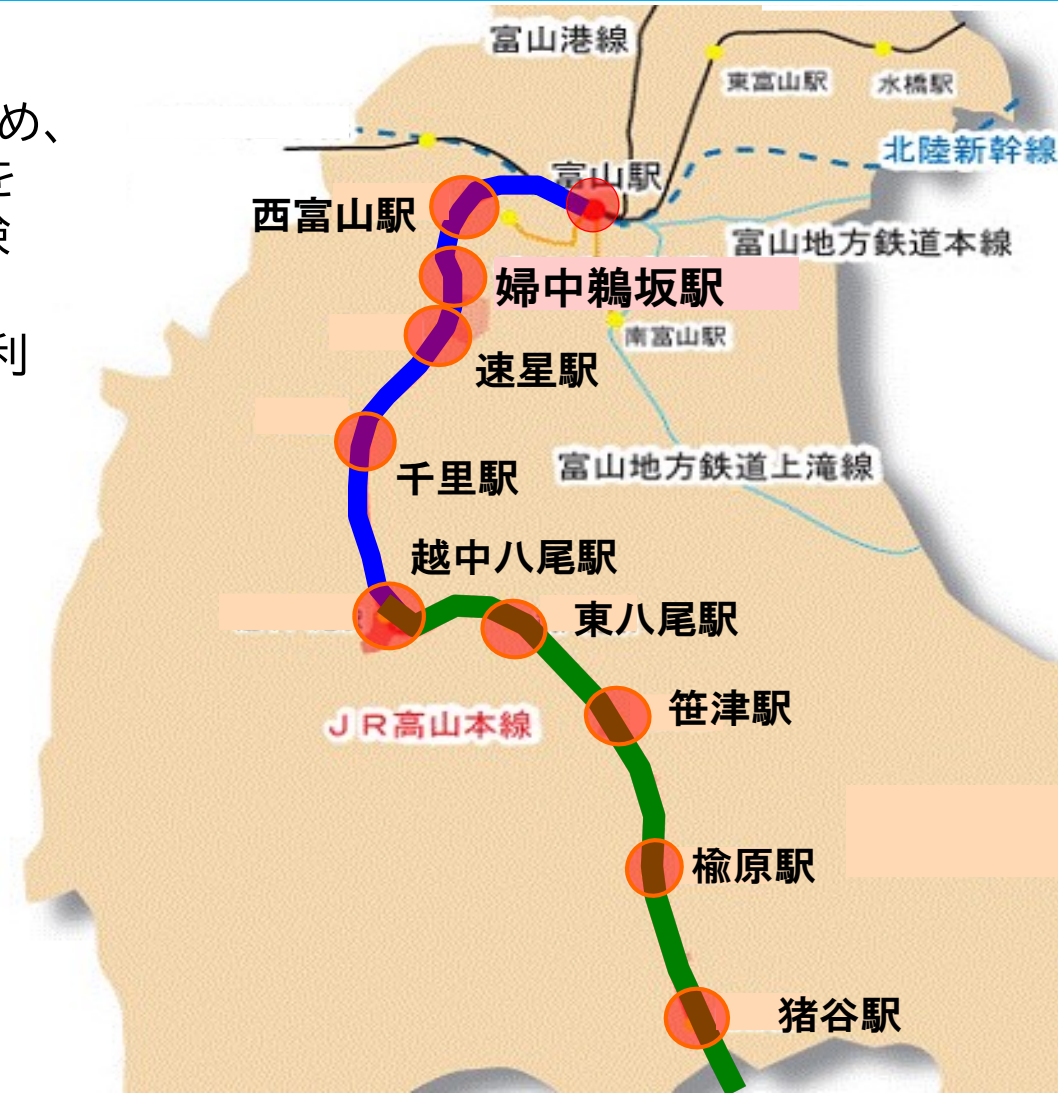 富山港線
東富山駅
水橋駅
め、
北陸新幹線
を
富山駅
西富山駅
険
富山地方鉄道本線
婦中鵜坂駅
南富山駅
利
速星駅
富山地方鉄道上滝線
千里駅
越中八尾駅
東八尾駅
笹津駅
JR高山本線
楡原駅
猪谷駅